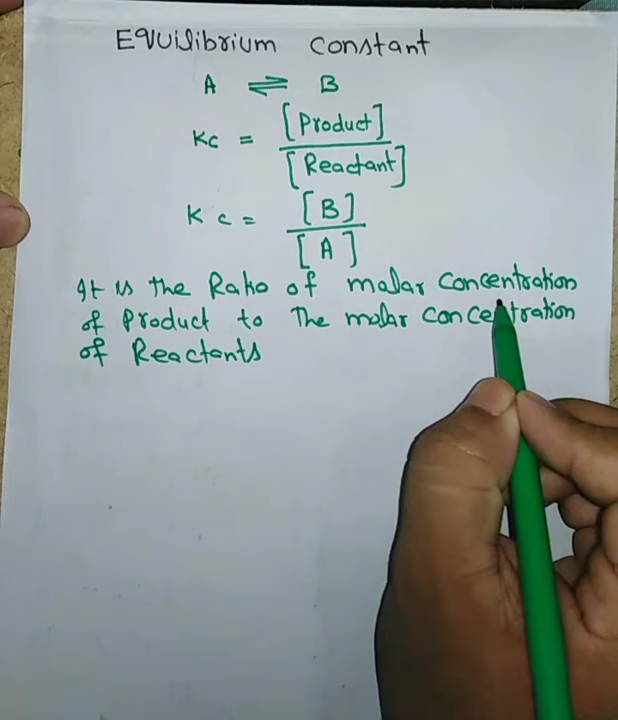 Equilibrium constant
A ⇌ B
Kc = [Product]
[Reactant]
Kc = [B]
[A]
It is the Ratio of molar concentration
of Product to The molar concentration
of Reactants